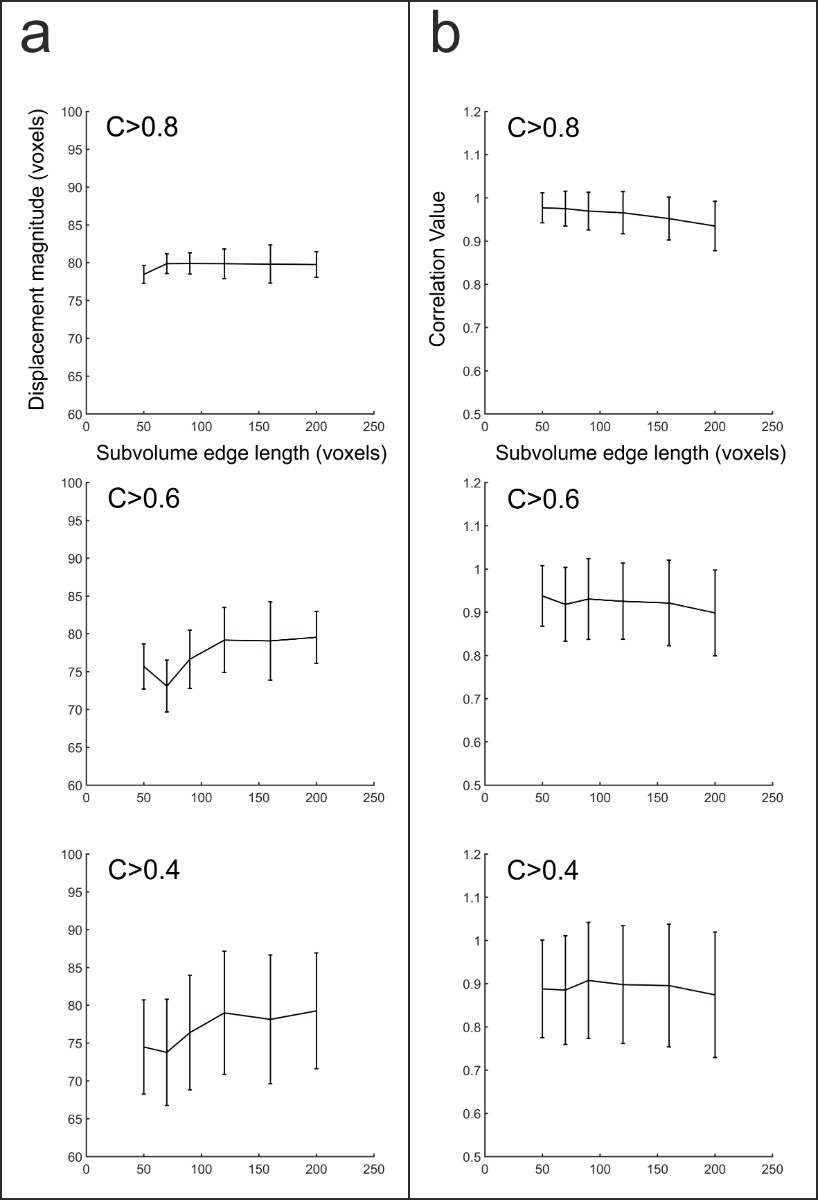 a
C>0.8
Displacement magnitude (voxels)
100
95
90
85
80
75
70
65
60
0 50 100 150 200 250
Subvolume edge length (voxels)
C>0.6
100
95
90
85
80
75
70
65
60
0 50 100 150 200 250
C>0.4
100
95
90
85
80
75
70
65
60
0 50 100 150 200 250
b
C>0.8
Correlation Value
1.2
1.1
1
0.9
0.8
0.7
0.6
0.5
0 50 100 150 200 250
Subvolume edge length (voxels)
C>0.6
1.2
1.1
1
0.9
0.8
0.7
0.6
0.5
0 50 100 150 200 250
C>0.4
1.2
1.1
1
0.9
0.8
0.7
0.6
0.5
0 50 100 150 200 250